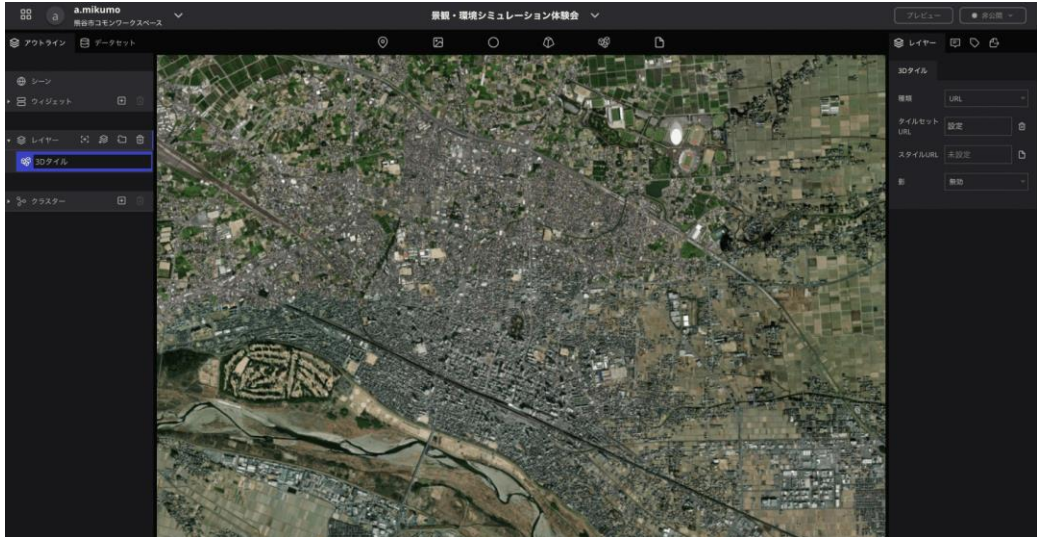 a
a.mikumo
熊谷市コモンワークスペース
景観・環境シミュレーション体験会
プレビュー
非公開
アウトライン
データセット
レイヤー
シーン
ウィジェット
レイヤー
3Dタイル
クラスター
3Dタイル
種類
URL
タイルセット
URL
設定
スタイルURL
未設定
影
無効